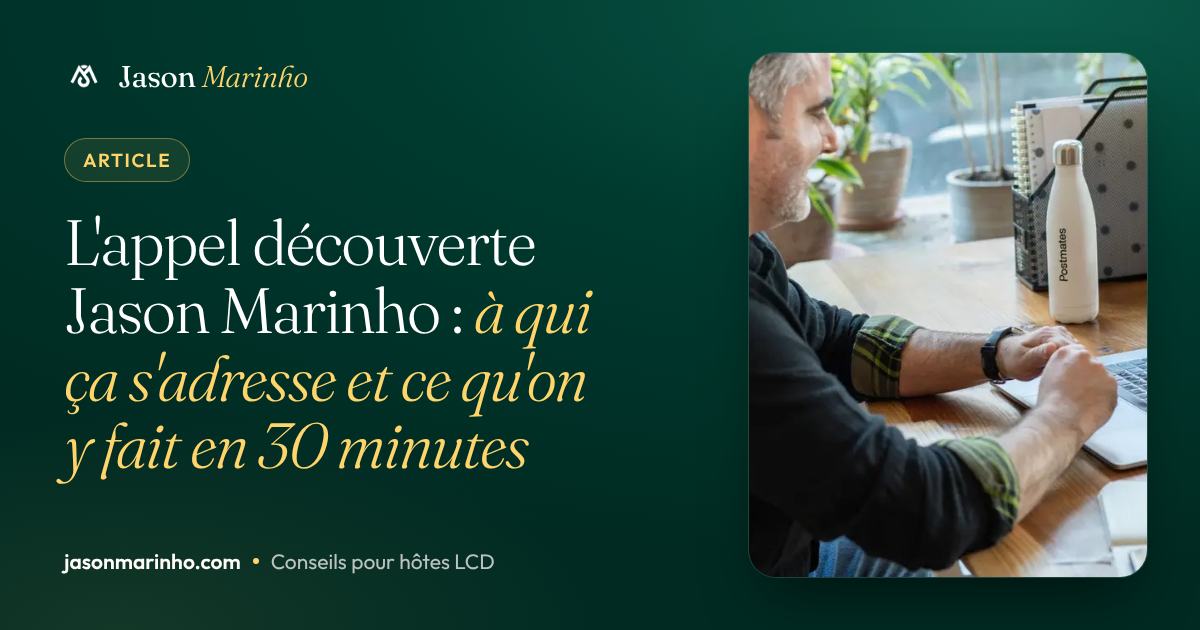 Jason Marinho
ARTICLE
L'appel découverte
Jason Marinho : à qui
ça s'adresse et ce qu'on
y fait en 30 minutes
jasonmarinho.com • Conseils pour hôtes LCD
Postmates